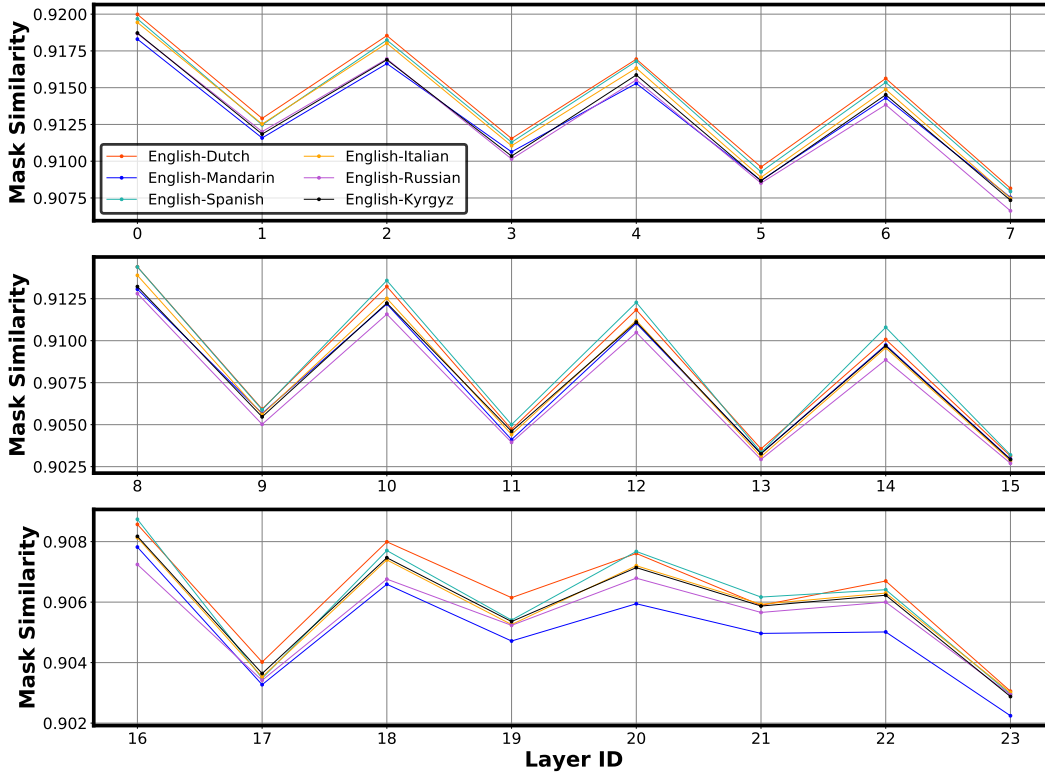 0.9200
0.9175
0.9150
0.9125
0.9100
0.9075
Mask Similarity
English-Dutch English-Italian
English-Mandarin English-Russian
English-Spanish English-Kyrgyz
0 1 2 3 4 5 6 7
0.9125
0.9100
0.9075
0.9050
0.9025
Mask Similarity
8 9 10 11 12 13 14 15
0.908
0.906
0.904
0.902
Mask Similarity
16 17 18 19 20 21 22 23
Layer ID